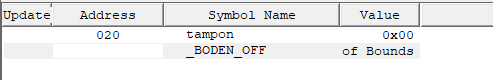 Update Address Symbol Name Value
020 tampon 0x00
_BODEN_OFF of Bounds